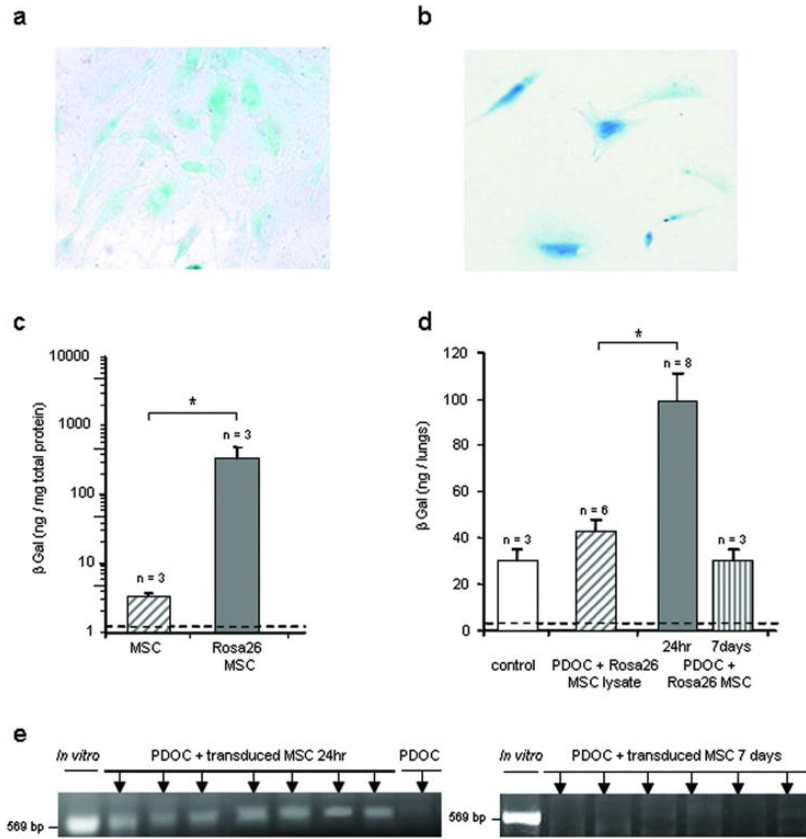 a
b
c
10000
1000
100
10
1
β Gal (ng / mg total protein)
*
n = 3
n = 3
MSC
Rosa26
MSC
d
120
100
80
60
40
20
0
β Gal (ng / lungs)
*
n = 3
n = 6
n = 8
n = 3
24hr 7days
control PDOC + Rosa26 PDOC +
MSC lysate Rosa26 MSC
e
In vitro PDOC + transduced MSC 24hr PDOC
569 bp
In vitro PDOC + transduced MSC 7 days
569 bp